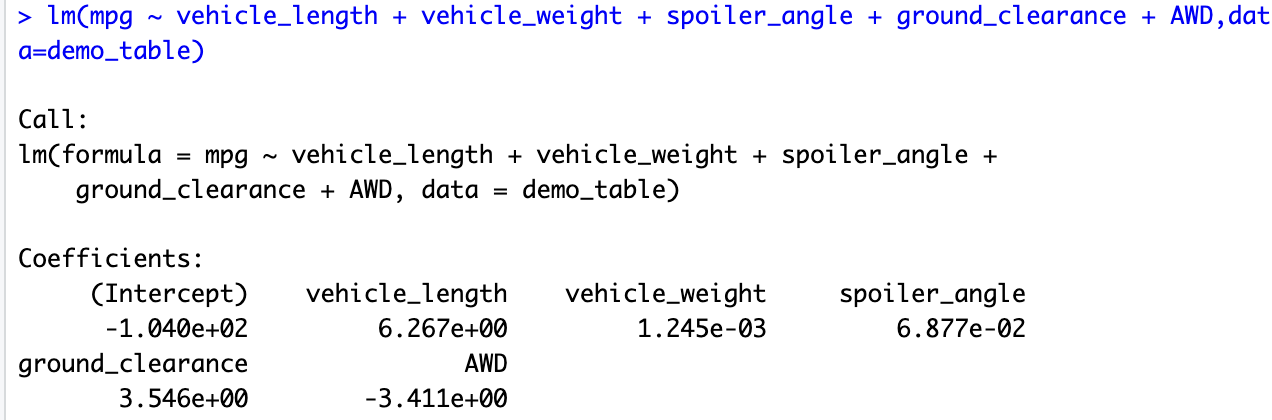 > lm(mpg ~ vehicle_length + vehicle_weight + spoiler_angle + ground_clearance + AWD,dat
a=demo_table)
Call:
lm(formula = mpg ~ vehicle_length + vehicle_weight + spoiler_angle +
    ground_clearance + AWD, data = demo_table)
Coefficients:
     (Intercept)    vehicle_length    vehicle_weight     spoiler_angle
      -1.040e+02         6.267e+00         1.245e-03         6.877e-02
ground_clearance               AWD
       3.546e+00        -3.411e+00